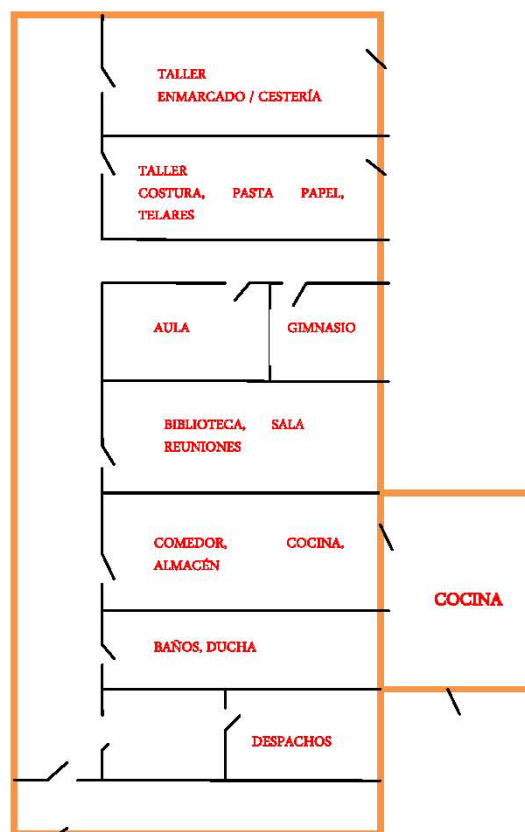 TALLER
ENMARCADO / CESTERÍA
TALLER
COSTURA, PASTA PAPEL,
TELARES
AULA
GIMNASIO
BIBLIOTECA, SALA
REUNIONES
COMEDOR, COCINA,
ALMACÉN
COCINA
BAÑOS, DUCHA
DESPACHOS